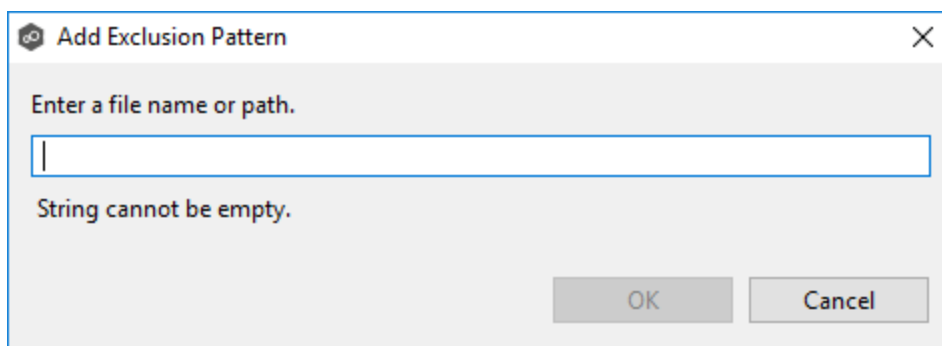 Add Exclusion Pattern
Enter a file name or path.
String cannot be empty.
OK Cancel